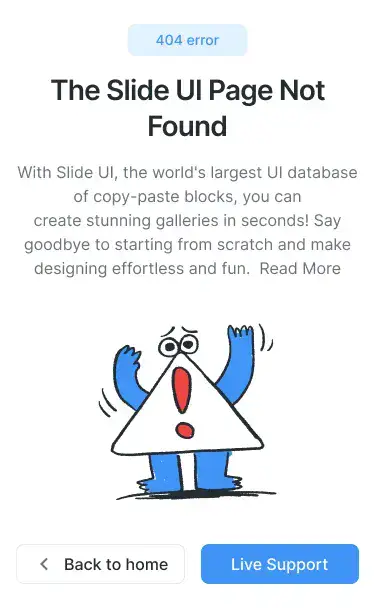 404 error
The Slide UI Page Not
Found
With Slide UI, the world's largest UI database
of copy-paste blocks, you can
create stunning galleries in seconds! Say
goodbye to starting from scratch and make
designing effortless and fun.  Read More
Back to home
Live Support